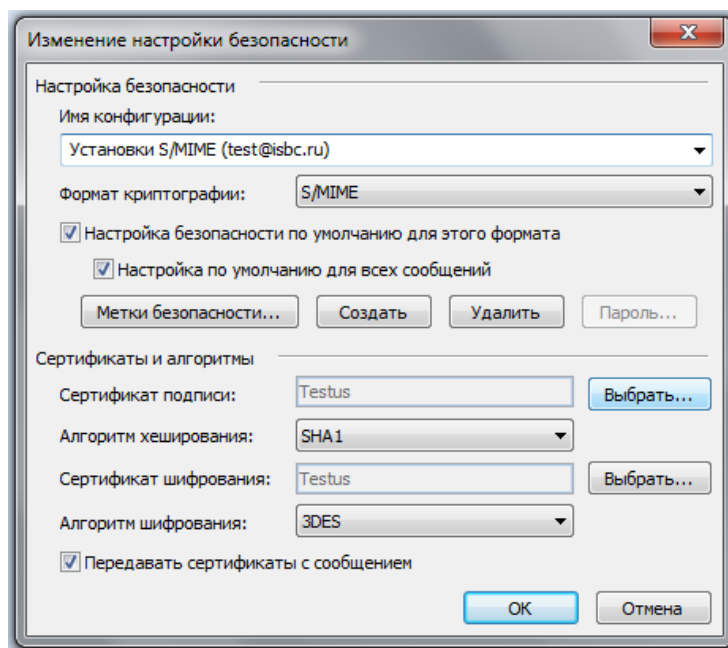 Изменение настройки безопасности
Настройка безопасности
Имя конфигурации:
Установки S/MIME (test@isbc.ru)
Формат криптографии: S/MIME
Настройка безопасности по умолчанию для этого формата
Настройка по умолчанию для всех сообщений
Метки безопасности... Создать Удалить Пароль...
Сертификаты и алгоритмы
Сертификат подписи: Testus Выбрать...
Алгоритм хеширования: SHA1
Сертификат шифрования: Testus Выбрать...
Алгоритм шифрования: 3DES
Передавать сертификаты с сообщением
ОК Отмена